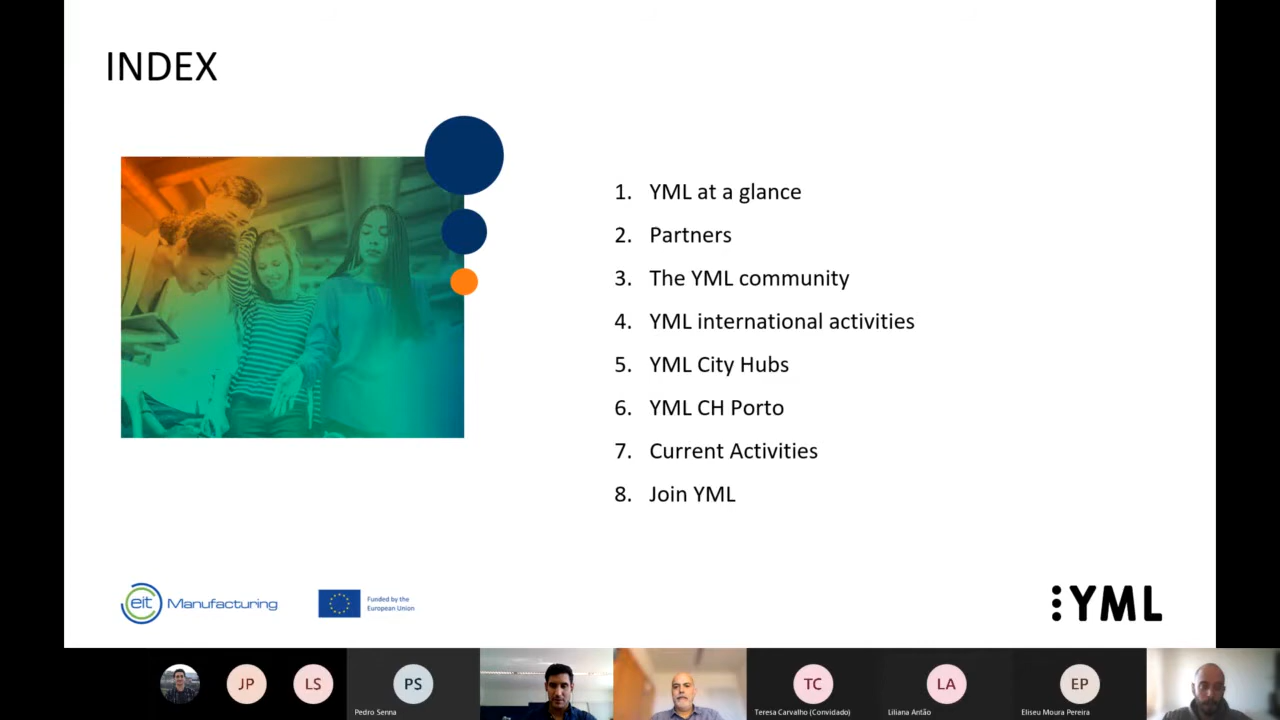 INDEX
1. YML at a glance
2. Partners
3. The YML community
4. YML international activities
5. YML City Hubs
6. YML CH Porto
7. Current Activities
8. Join YML
eit Manufacturing
Funded by the
European Union
YML
JP
LS
PS
TC
LA
EP
Pedro Senna
Teresa Carvalho (Convidado)
Liliana Antão
Eliseu Moura Pereira